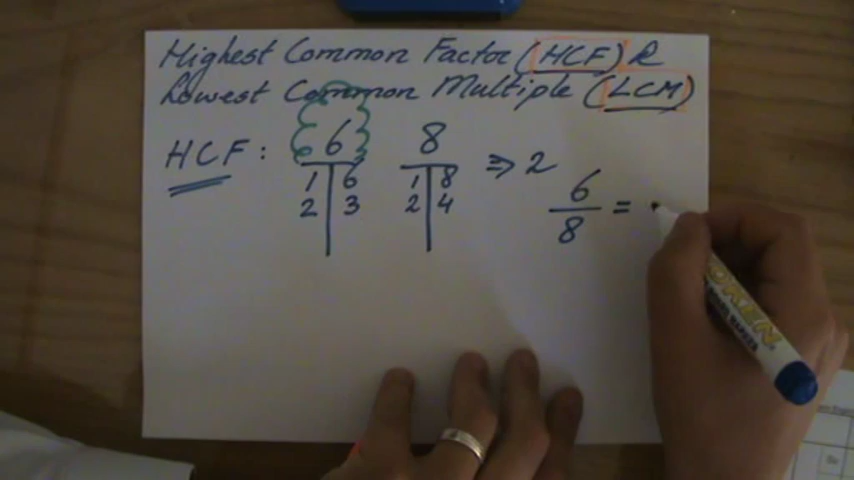 Highest Common Factor (HCF) &
Lowest Common Multiple (LCM)
HCF: 6 8 => 2
1 6 1 8
2 3 2 4
6
8 =